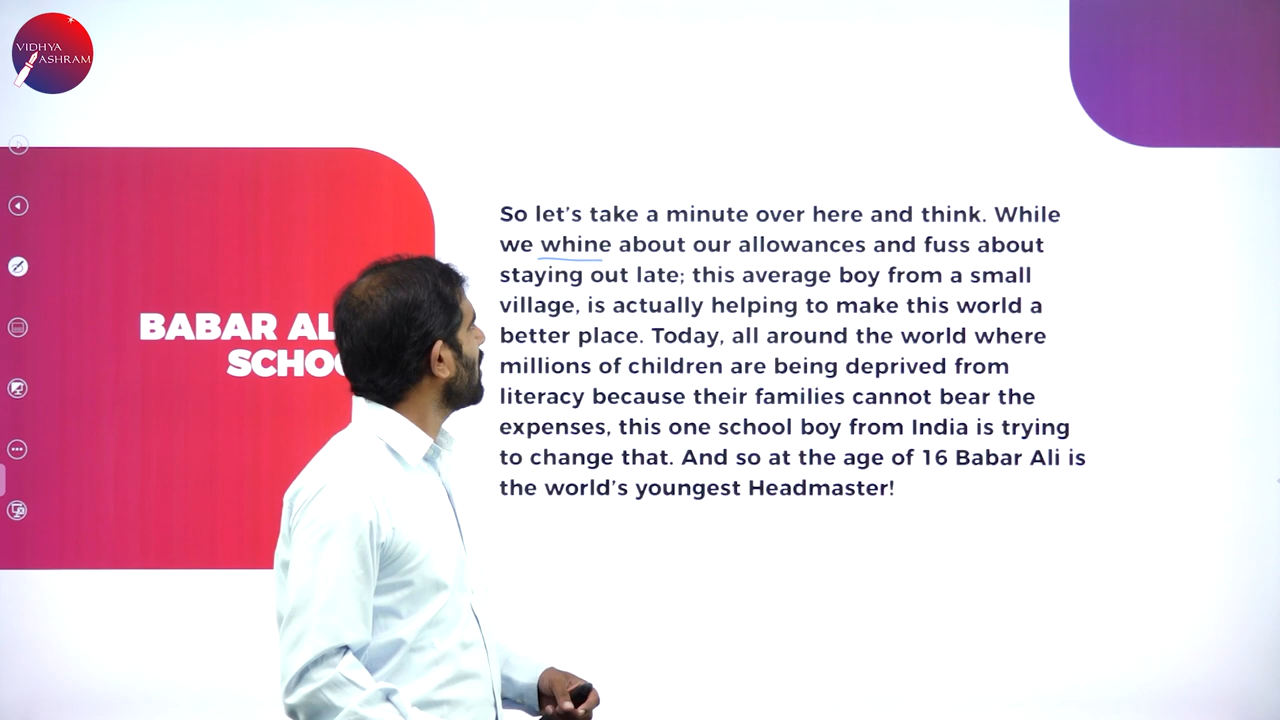 VIDHYA
ASHRAM
BABAR AL
SCHO
So let's take a minute over here and think. While
we whine about our allowances and fuss about
staying out late; this average boy from a small
village, is actually helping to make this world a
better place. Today, all around the world where
millions of children are being deprived from
literacy because their families cannot bear the
expenses, this one school boy from India is trying
to change that. And so at the age of 16 Babar Ali is
the world's youngest Headmaster!